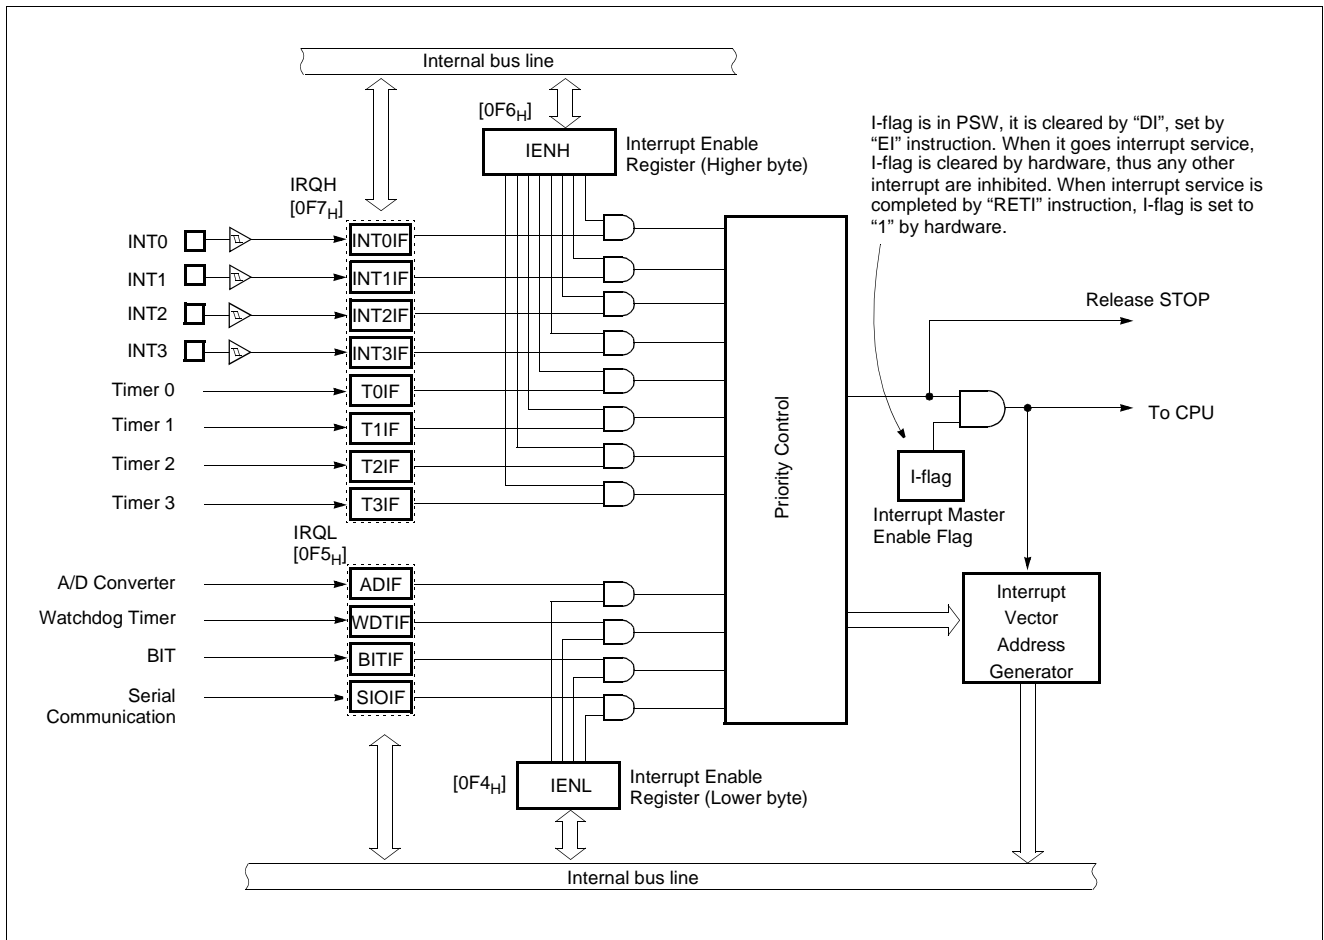 Internal bus line
[0F6H]
IENH
Interrupt Enable
Register (Higher byte)
I-flag is in PSW, it is cleared by “DI”, set by
“EI” instruction. When it goes interrupt service,
I-flag is cleared by hardware, thus any other
interrupt are inhibited. When interrupt service is
completed by “RETI” instruction, I-flag is set to
“1” by hardware.
IRQH
[0F7H]
INT0
INT0IF
INT1
INT1IF
INT2
INT2IF
INT3
INT3IF
Timer 0
T0IF
Timer 1
T1IF
Timer 2
T2IF
Timer 3
T3IF
Priority Control
Release STOP
To CPU
I-flag
Interrupt Master
Enable Flag
IRQL
[0F5H]
A/D Converter
ADIF
Watchdog Timer
WDTIF
BIT
BITIF
Serial
Communication
SIOIF
Interrupt
Vector
Address
Generator
[0F4H]
IENL
Interrupt Enable
Register (Lower byte)
Internal bus line